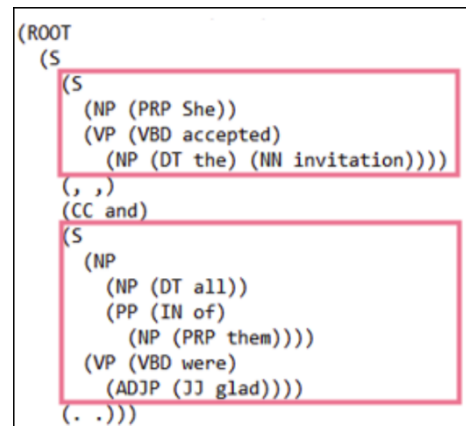 (ROOT
(S
(S
(NP (PRP She))
(VP (VBD accepted)
(NP (DT the) (NN invitation))))
(, ,)
(CC and)
(S
(NP
(NP (DT all))
(PP (IN of)
(NP (PRP them))))
(VP (VBD were)
(ADJP (JJ glad))))
(. .)))